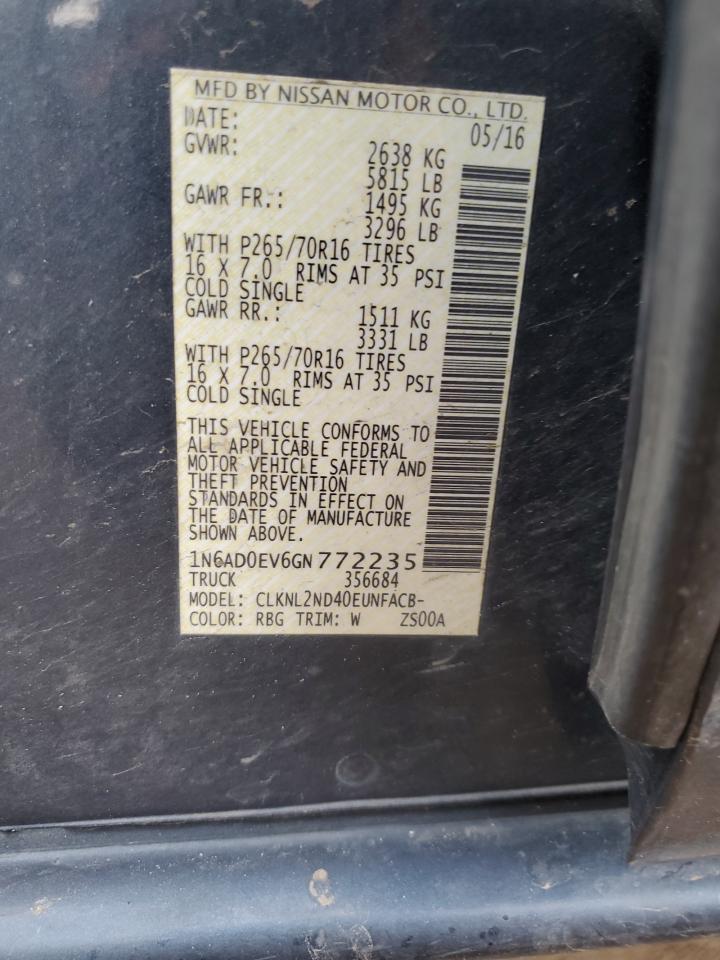 MFD BY NISSAN MOTOR CO., LTD.
DATE: 05/16
GVWR: 2638 KG
5815 LB
GAWR FR.: 1495 KG
3296 LB
WITH P265/70R16 TIRES
16 X 7.0 RIMS AT 35 PSI
COLD SINGLE
GAWR RR.: 1511 KG
3331 LB
WITH P265/70R16 TIRES
16 X 7.0 RIMS AT 35 PSI
COLD SINGLE
THIS VEHICLE CONFORMS TO
ALL APPLICABLE FEDERAL
MOTOR VEHICLE SAFETY AND
THEFT PREVENTION
STANDARDS IN EFFECT ON
THE DATE OF MANUFACTURE
SHOWN ABOVE.
1N6AD0EV6GN772235
TRUCK 356684
MODEL: CLKNL2ND40EUNFACB-
COLOR: RBG TRIM: W ZS00A